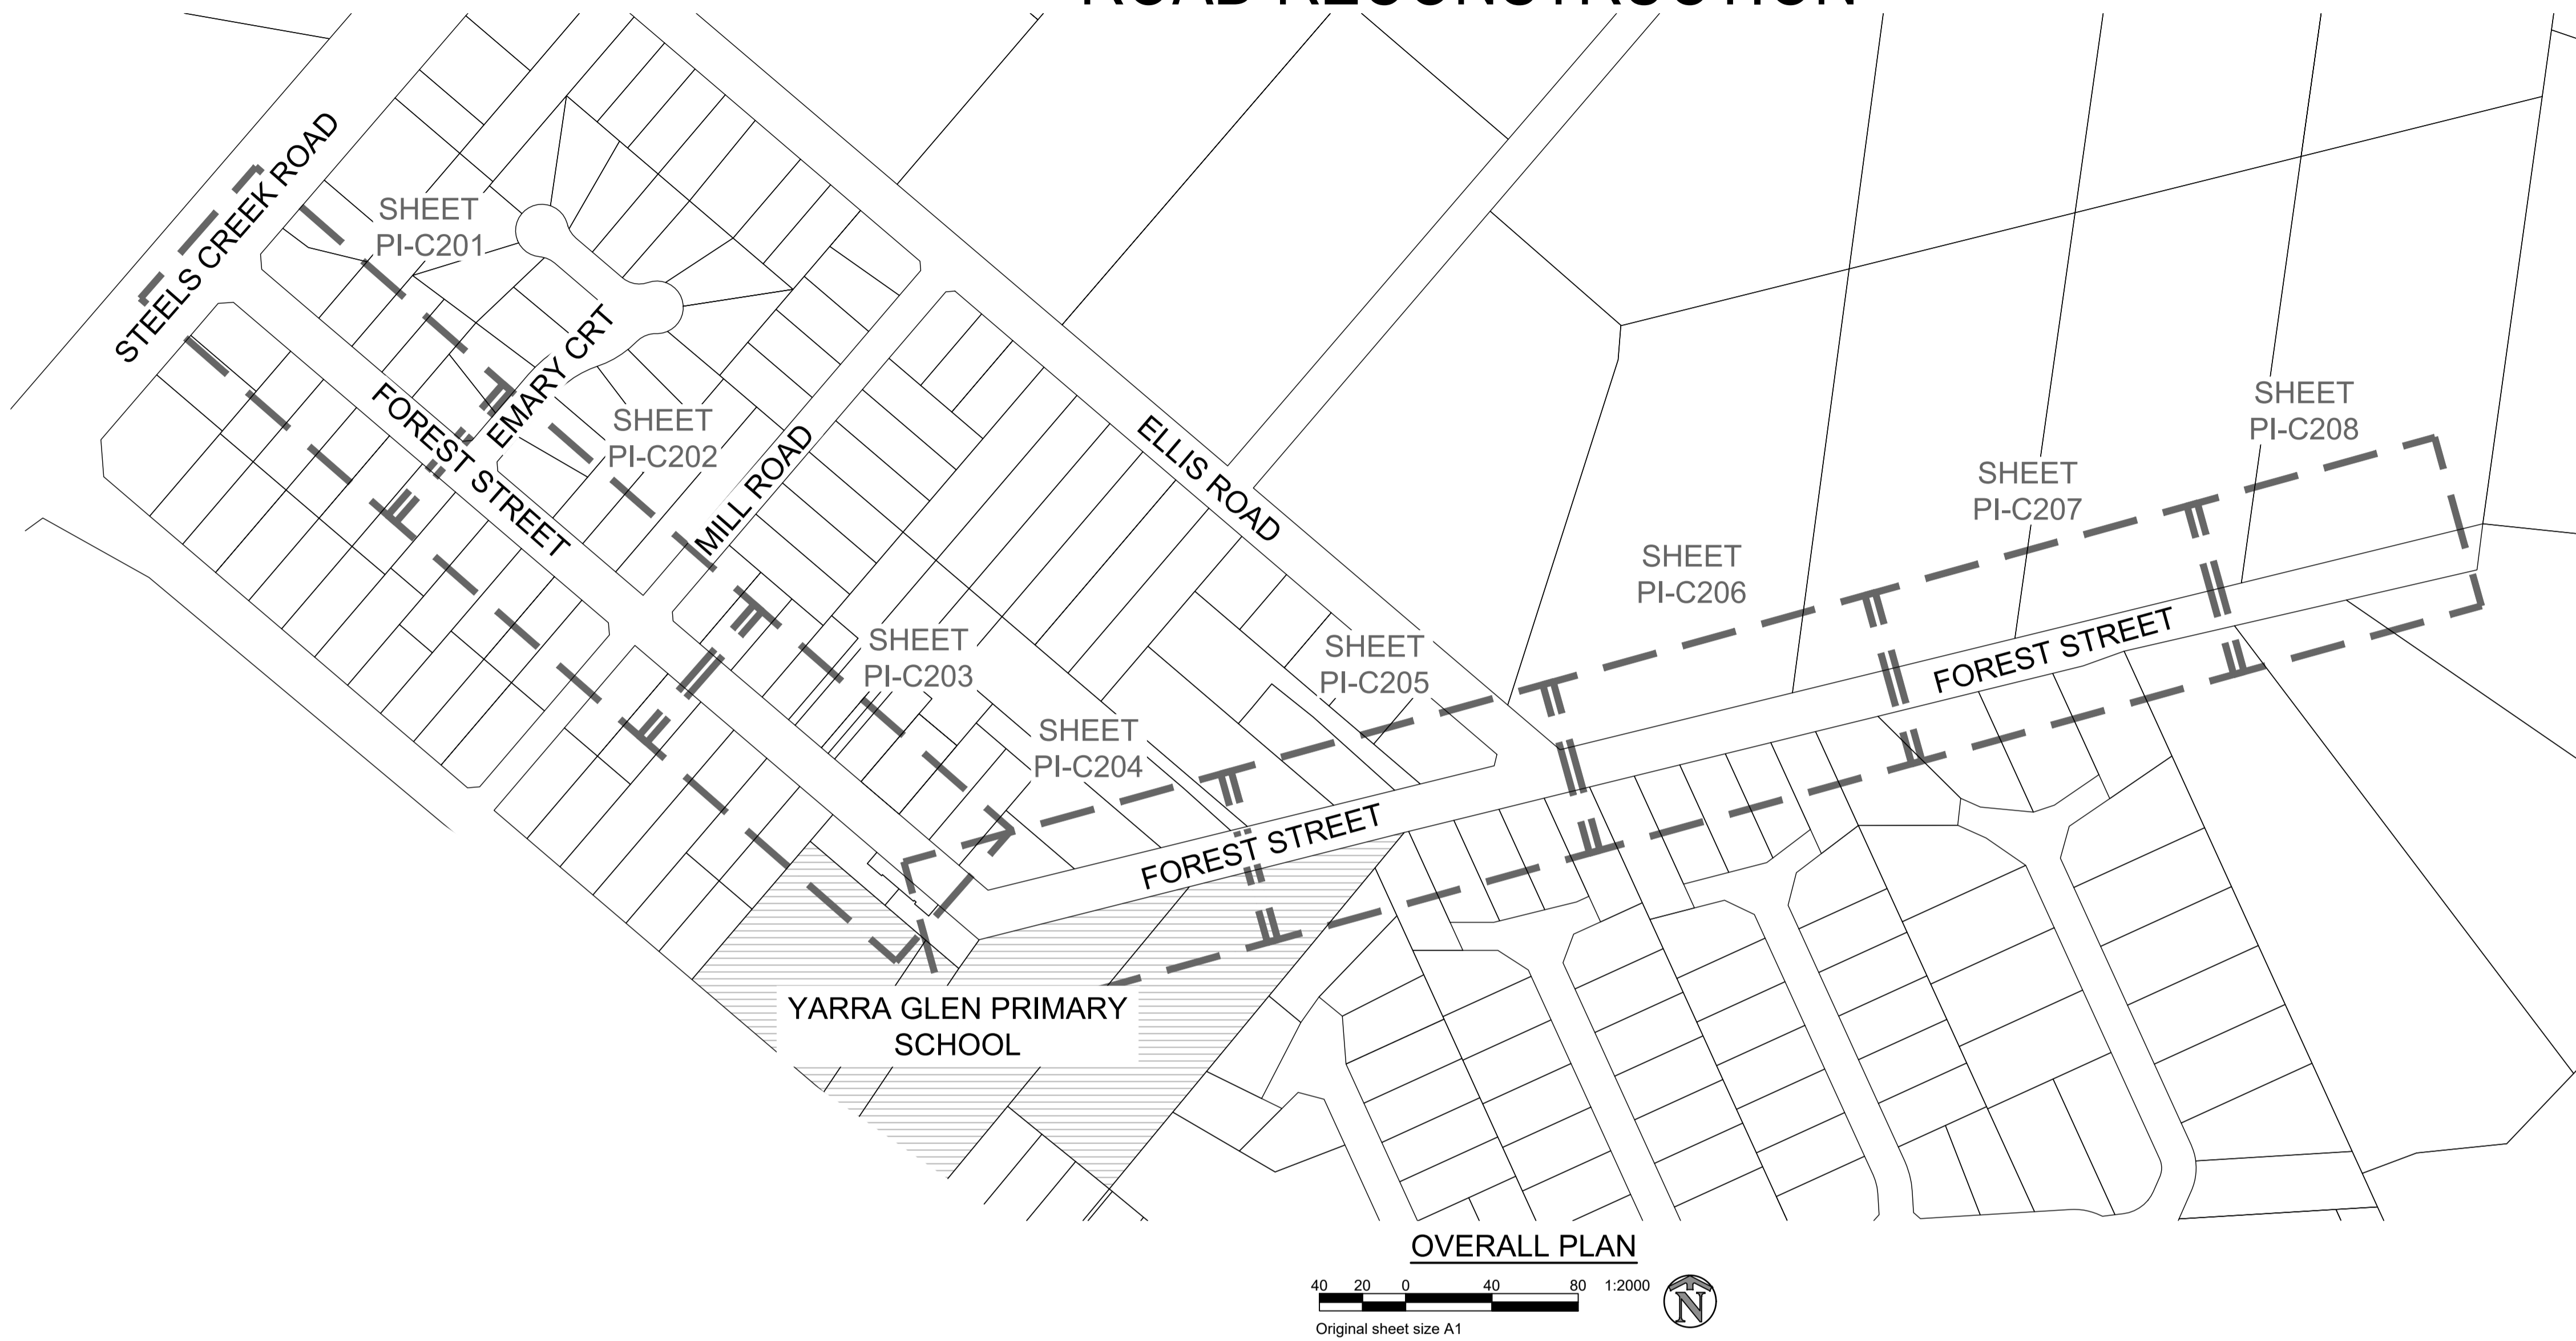 ROAD RECONSTRUCTION
STEELS CREEK ROAD
SHEET
PI-C201
EMARY CRT
FOREST STREET
SHEET
PI-C202
MILL ROAD
ELLIS ROAD
SHEET
PI-C203
SHEET
PI-C204
SHEET
PI-C205
SHEET
PI-C206
SHEET
PI-C207
SHEET
PI-C208
FOREST STREET
FOREST STREET
YARRA GLEN PRIMARY
SCHOOL
OVERALL PLAN
40 20 0 40 80 1:2000
Original sheet size A1
N